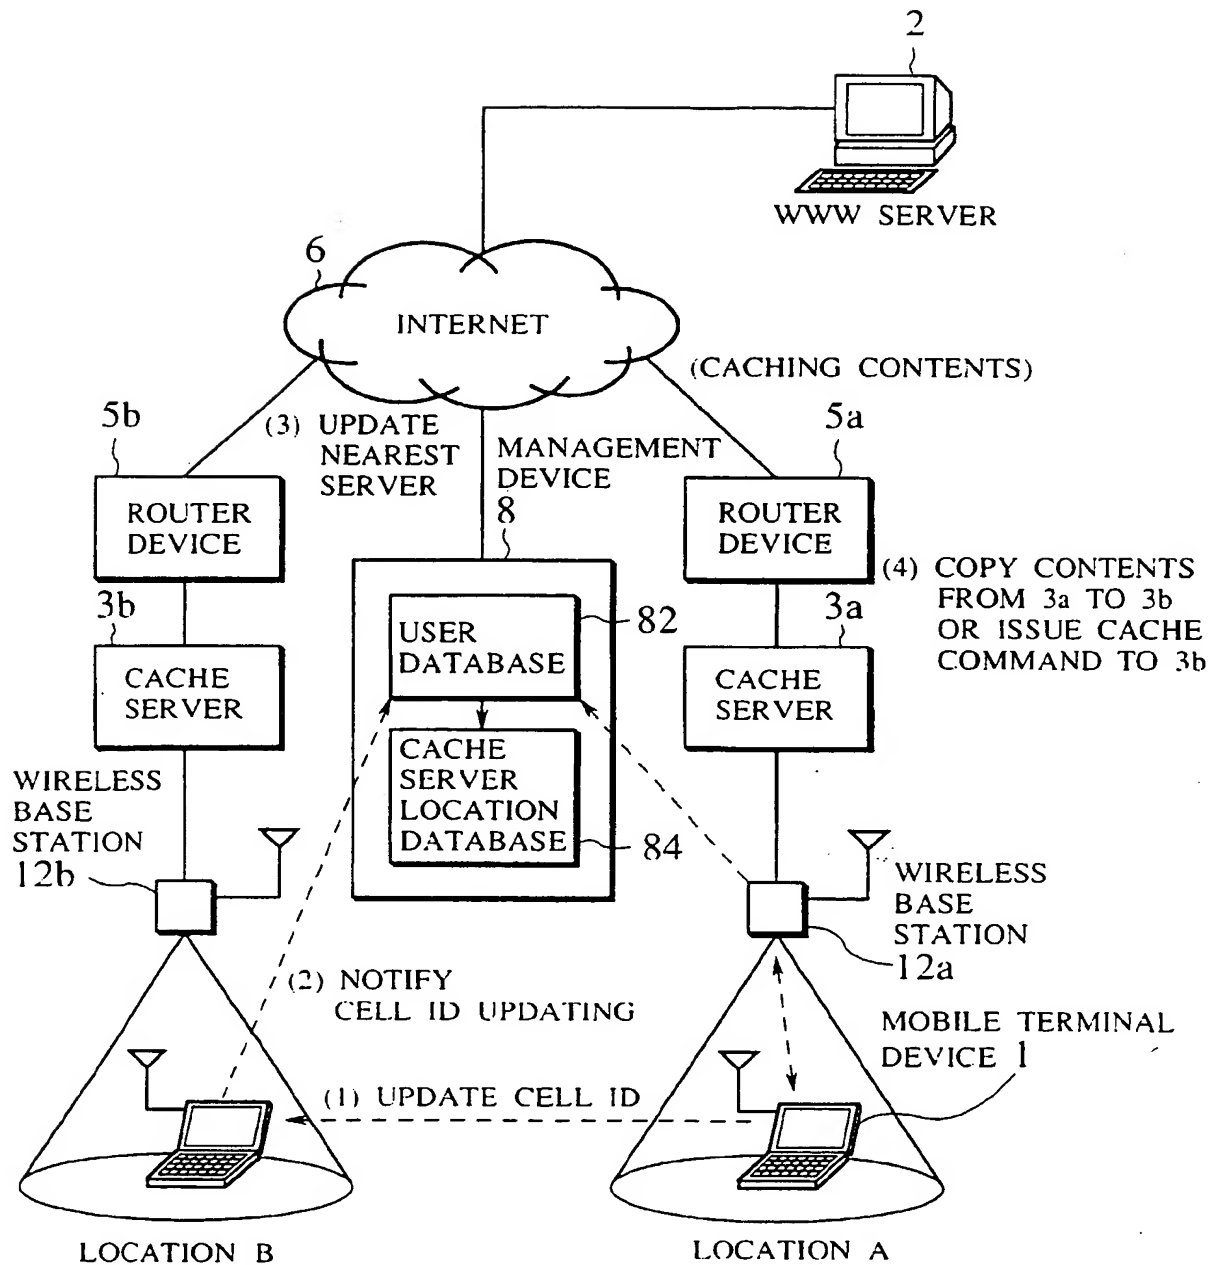 2
WWW SERVER
6
INTERNET
(CACHING CONTENTS)
5b
(3) UPDATE
NEAREST
SERVER
MANAGEMENT
DEVICE
8
5a
ROUTER
DEVICE
ROUTER
DEVICE
(4) COPY CONTENTS
FROM 3a TO 3b
OR ISSUE CACHE
COMMAND TO 3b
3b
3a
USER
DATABASE
82
CACHE
SERVER
CACHE
SERVER
CACHE
SERVER
LOCATION
DATABASE
84
WIRELESS
BASE
STATION
12b
WIRELESS
BASE
STATION
12a
(2) NOTIFY
CELL ID UPDATING
MOBILE TERMINAL
DEVICE 1
(1) UPDATE CELL ID
LOCATION B
LOCATION A